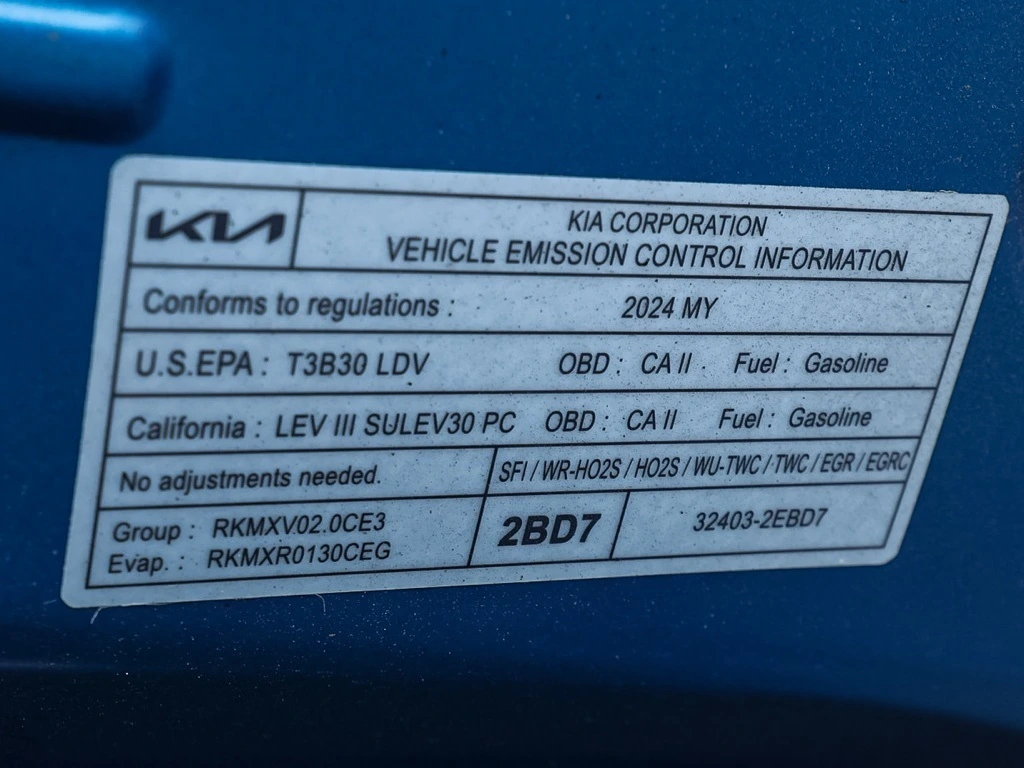 KIA KIA CORPORATION
VEHICLE EMISSION CONTROL INFORMATION
Conforms to regulations : 2024 MY
U.S.EPA : T3B30 LDV OBD : CA II . Fuel : Gasoline
California : LEV III SULEV30 PC OBD : CA II Fuel : Gasoline
No adjustments needed. SFI / WR-HO2S / HO2S / WU-TWC / TWC / EGR / EGRC
Group : RKMXV02.0CE3 2BD7 32403-2EBD7
Evap. : RKMXR0130CEG